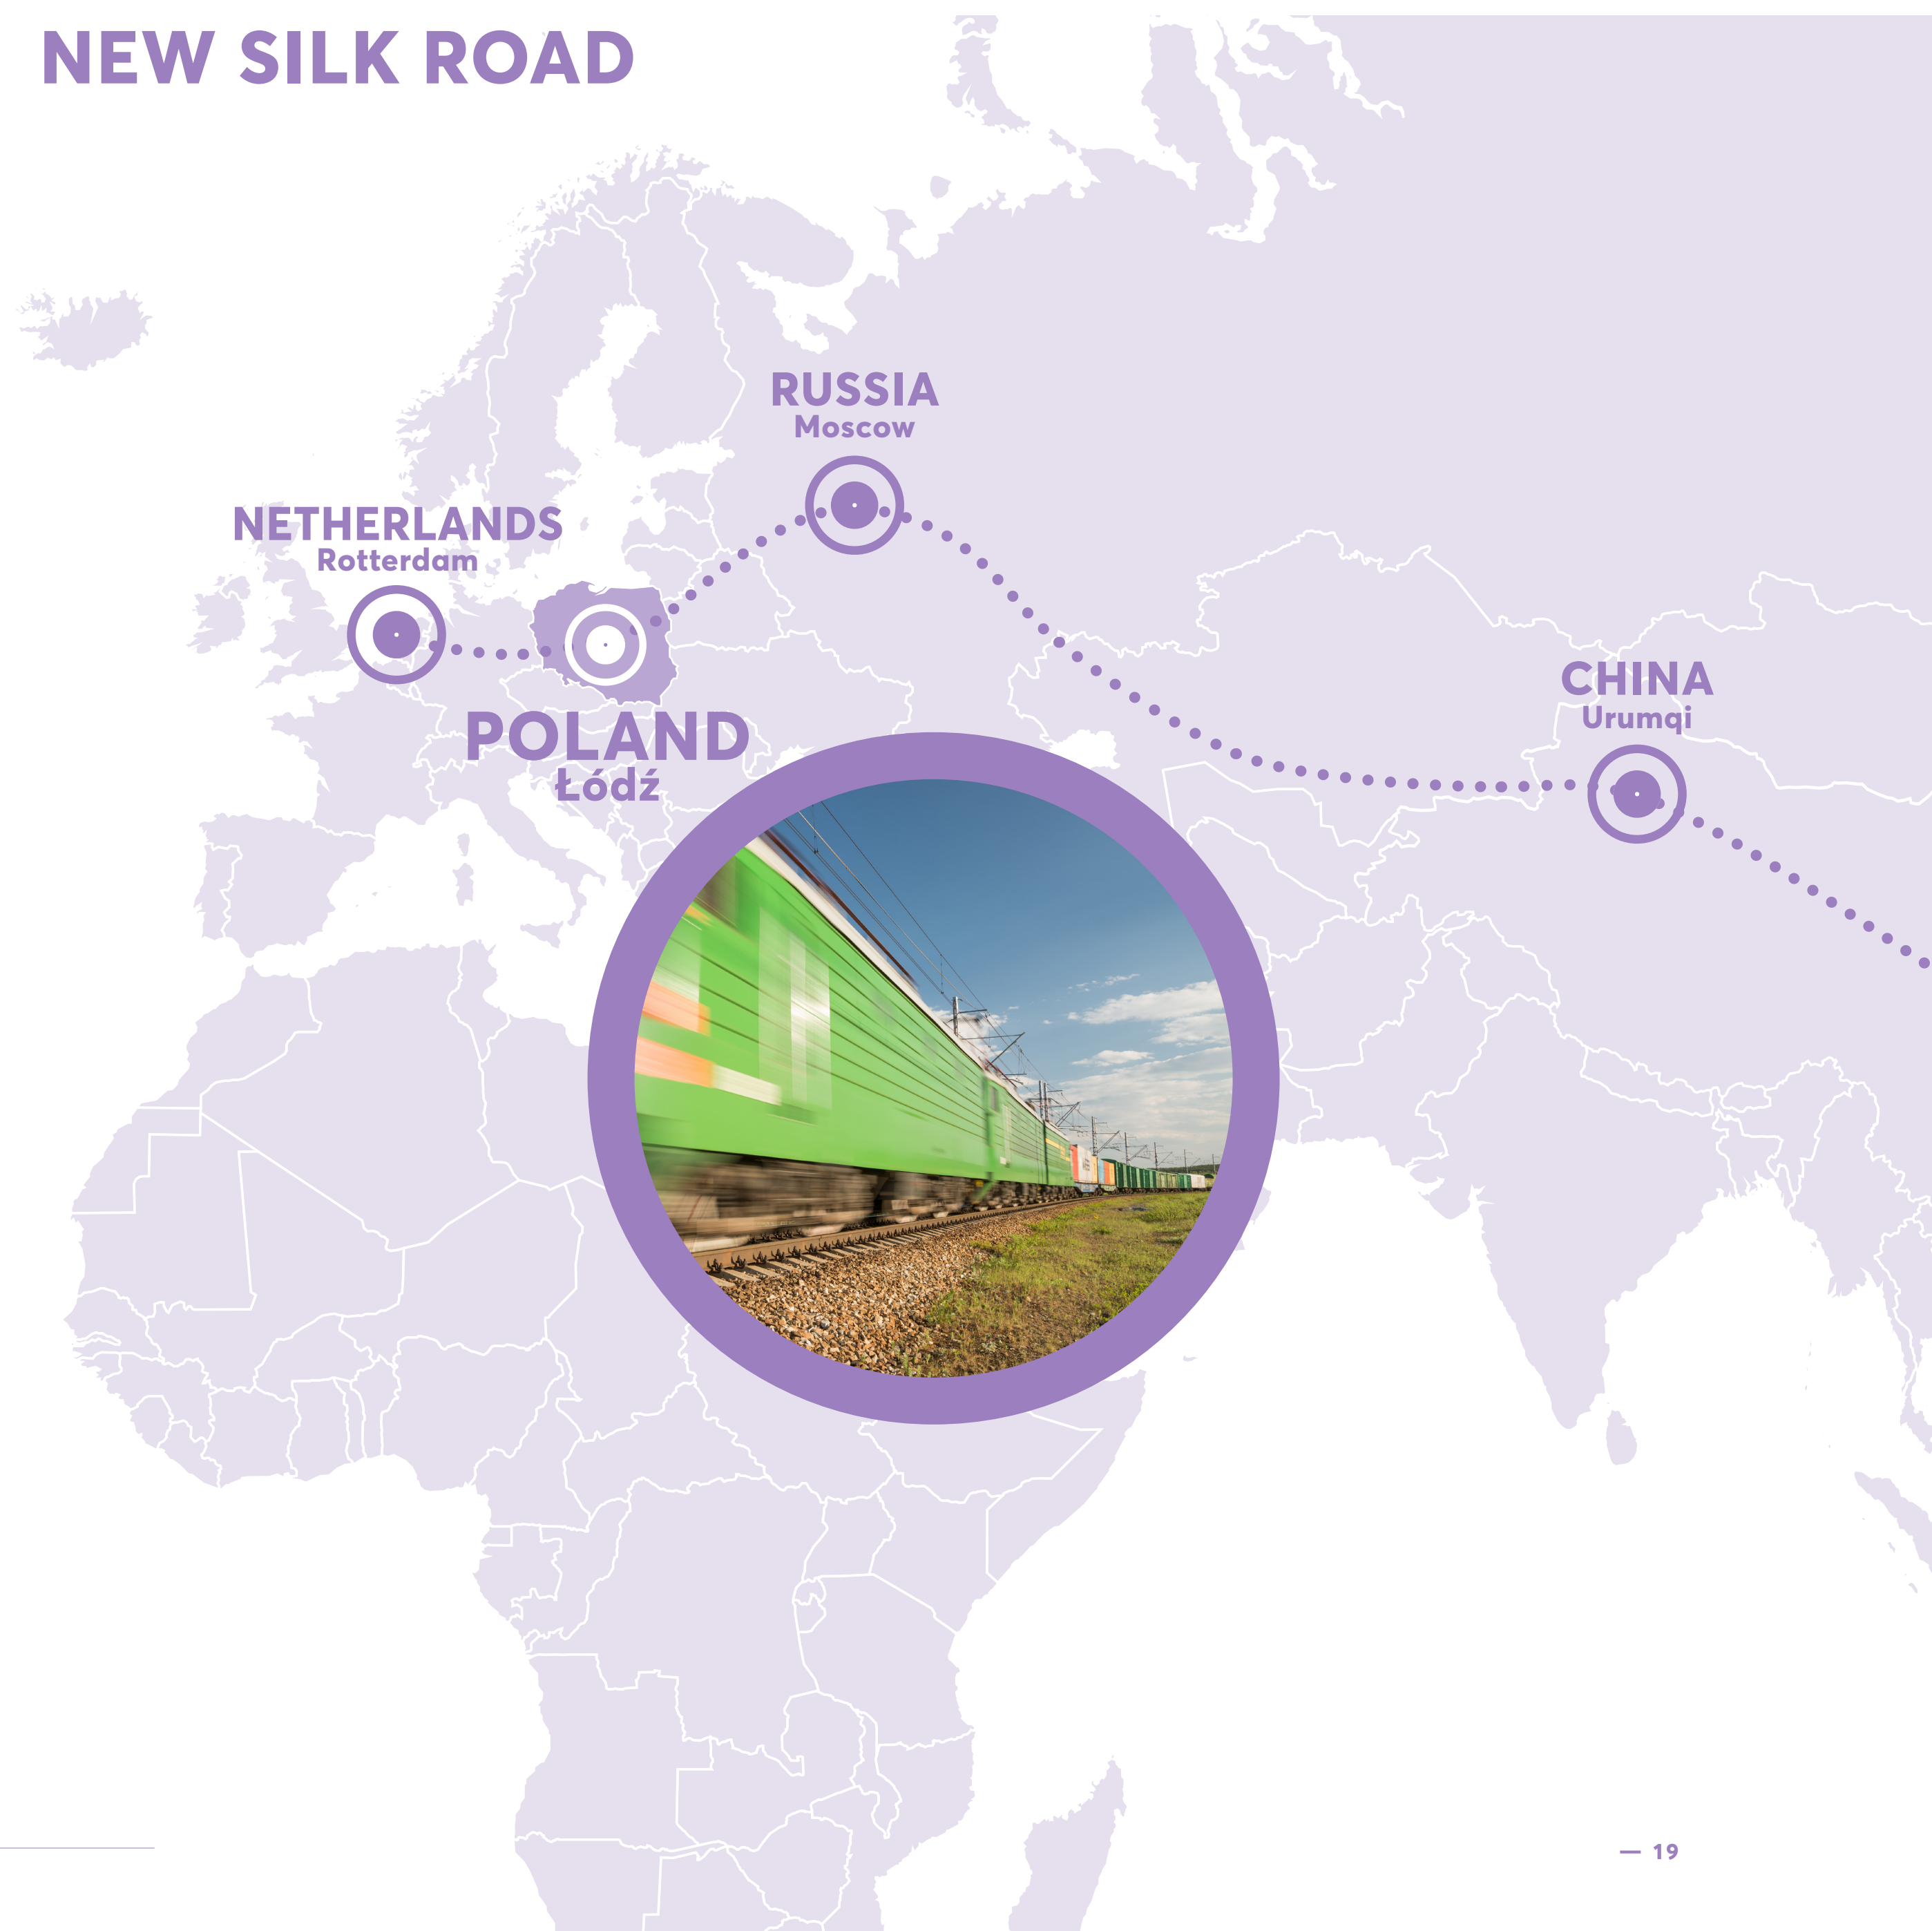 NEW SILK ROAD
RUSSIA
Moscow
NETHERLANDS
Rotterdam
CHINA
Urumqi
POLAND
Łódź
— 19